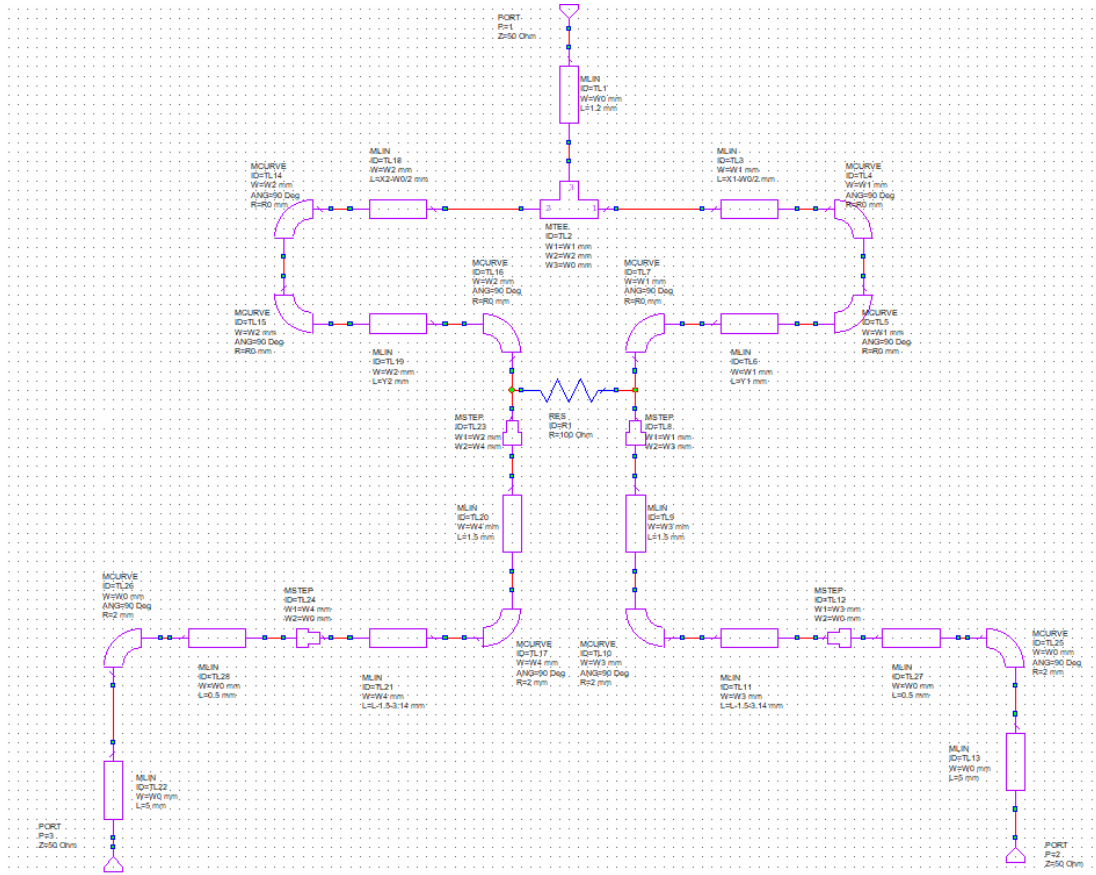 PORT
P=1
Z=50 Ohm
MLIN
ID=TL1
W=W0 mm
L=1.2 mm
MLIN
ID=TL18
W=W2 mm
L=X2-W0/2 mm
MLIN
ID=TL3
W=W1 mm
L=X1-W0/2 mm
MCURVE
ID=TL14
W=W2 mm
ANG=90 Deg
R=R0 mm
MCURVE
ID=TL4
W=W1 mm
ANG=90 Deg
R=R0 mm
3
2
1
MTEE
ID=TL2
W1=W1 mm
W2=W2 mm
W3=W0 mm
MCURVE
ID=TL16
W=W2 mm
ANG=90 Deg
R=R0 mm
MCURVE
ID=TL7
W=W1 mm
ANG=90 Deg
R=R0 mm
MCURVE
ID=TL15
W=W2 mm
ANG=90 Deg
R=R0 mm
MCURVE
ID=TL5
W=W1 mm
ANG=90 Deg
R=R0 mm
MLIN
ID=TL19
W=W2 mm
L=Y2 mm
MLIN
ID=TL6
W=W1 mm
L=Y1 mm
MSTEP
ID=TL23
W1=W2 mm
W2=W4 mm
RES
ID=R1
R=100 Ohm
MSTEP
ID=TL8
W1=W1 mm
W2=W3 mm
MLIN
ID=TL20
W=W4 mm
L=1.5 mm
MLIN
ID=TL9
W=W3 mm
L=1.5 mm
MCURVE
ID=TL26
W=W0 mm
ANG=90 Deg
R=2 mm
MSTEP
ID=TL24
W1=W4 mm
W2=W0 mm
MSTEP
ID=TL12
W1=W3 mm
W2=W0 mm
MCURVE
ID=TL17
W=W4 mm
ANG=90 Deg
R=2 mm
MCURVE
ID=TL10
W=W3 mm
ANG=90 Deg
R=2 mm
MCURVE
ID=TL25
W=W0 mm
ANG=90 Deg
R=2 mm
MLIN
ID=TL28
W=W0 mm
L=0.5 mm
MLIN
ID=TL21
W=W4 mm
L=L-1.5-3.14 mm
MLIN
ID=TL11
W=W3 mm
L=L-1.5-3.14 mm
MLIN
ID=TL27
W=W0 mm
L=0.5 mm
MLIN
ID=TL22
W=W0 mm
L=5 mm
MLIN
ID=TL13
W=W0 mm
L=5 mm
PORT
P=3
Z=50 Ohm
PORT
P=2
Z=50 Ohm